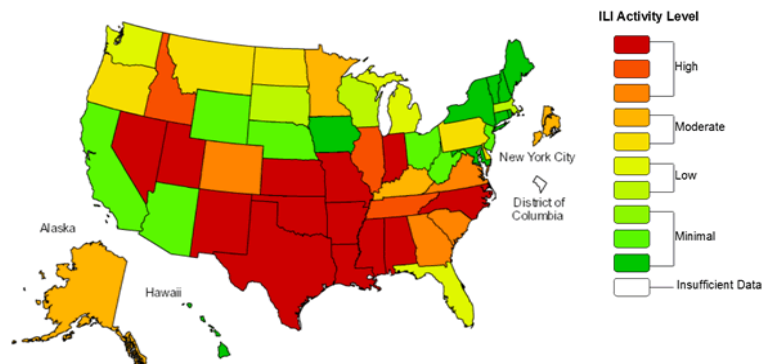 ILI Activity Level
High
Moderate
Low
Minimal
Insufficient Data
New York City
District of
Columbia
Alaska
Hawaii